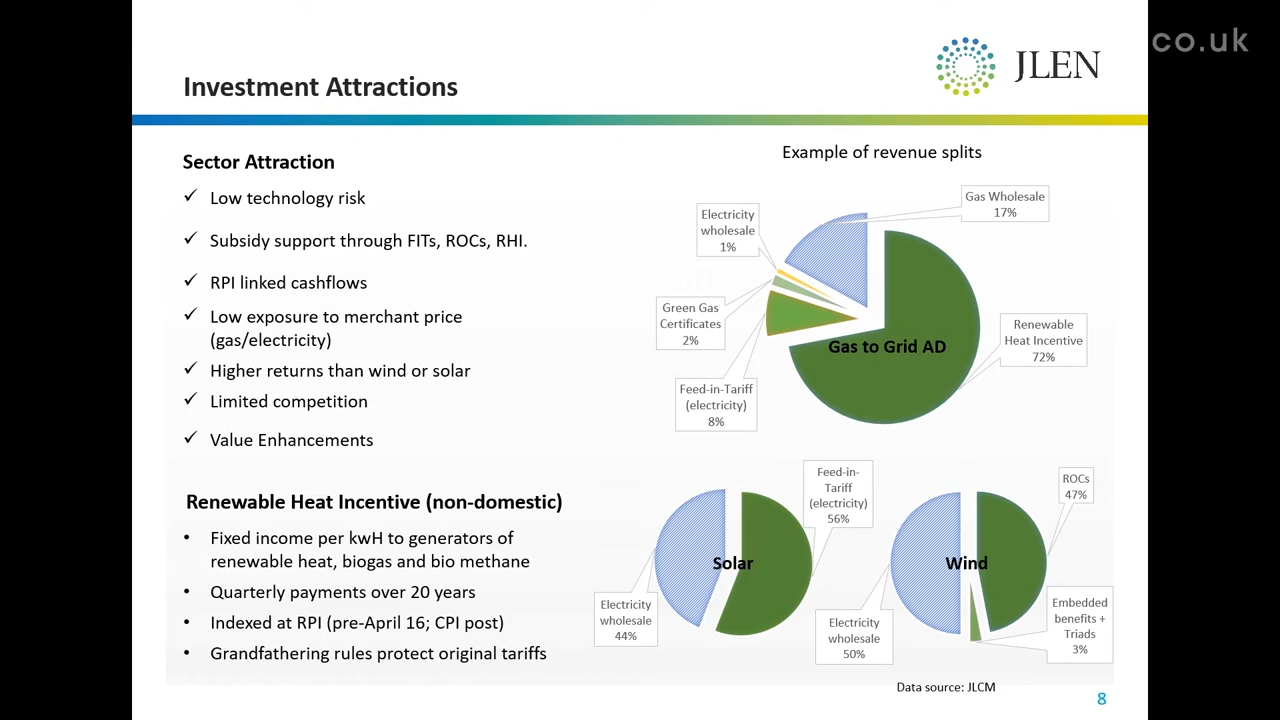 co.uk
JLEN
Investment Attractions
Sector Attraction
Low technology risk
Subsidy support through FITs, ROCs, RHI.
RPI linked cashflows
Low exposure to merchant price
(gas/electricity)
Higher returns than wind or solar
Limited competition
Value Enhancements
Renewable Heat Incentive (non-domestic)
• Fixed income per kwH to generators of
renewable heat, biogas and bio methane
• Quarterly payments over 20 years
• Indexed at RPI (pre-April 16; CPI post)
• Grandfathering rules protect original tariffs
Example of revenue splits
Gas Wholesale
17%
Electricity
wholesale
1%
Green Gas
Certificates
2%
Feed-in-Tariff
(electricity)
8%
Renewable
Heat Incentive
72%
Gas to Grid AD
Feed-in-
Tariff
(electricity)
56%
Solar
Electricity
wholesale
44%
ROCs
47%
Wind
Electricity
wholesale
50%
Embedded
benefits +
Triads
3%
Data source: JLCM
8